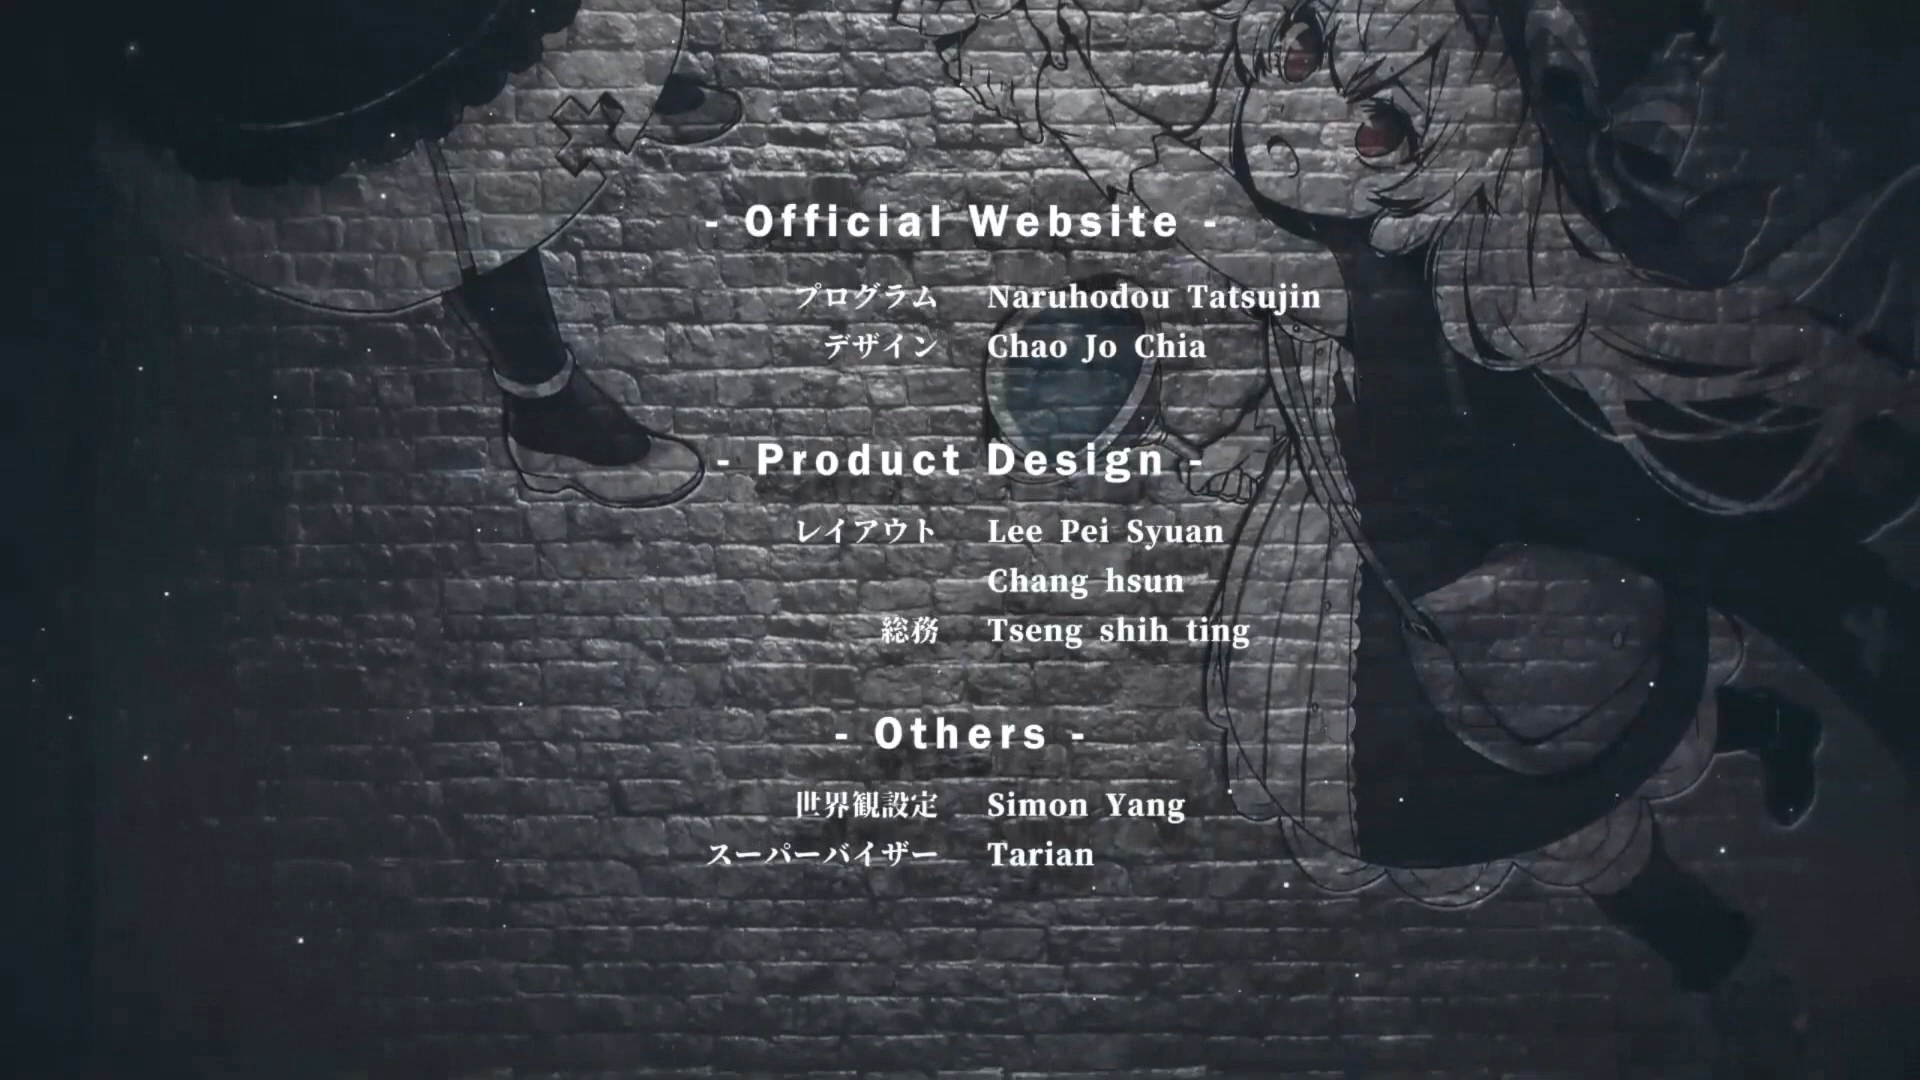 - Official Website -
プログラム Naruhodou Tatsujin
デザイン Chao Jo Chia
- Product Design -
レイアウト Lee Pei Syuan
Chang hsun
総務 Tseng shih ting
- Others -
世界観設定 Simon Yang
スーパーバイザー Tarian